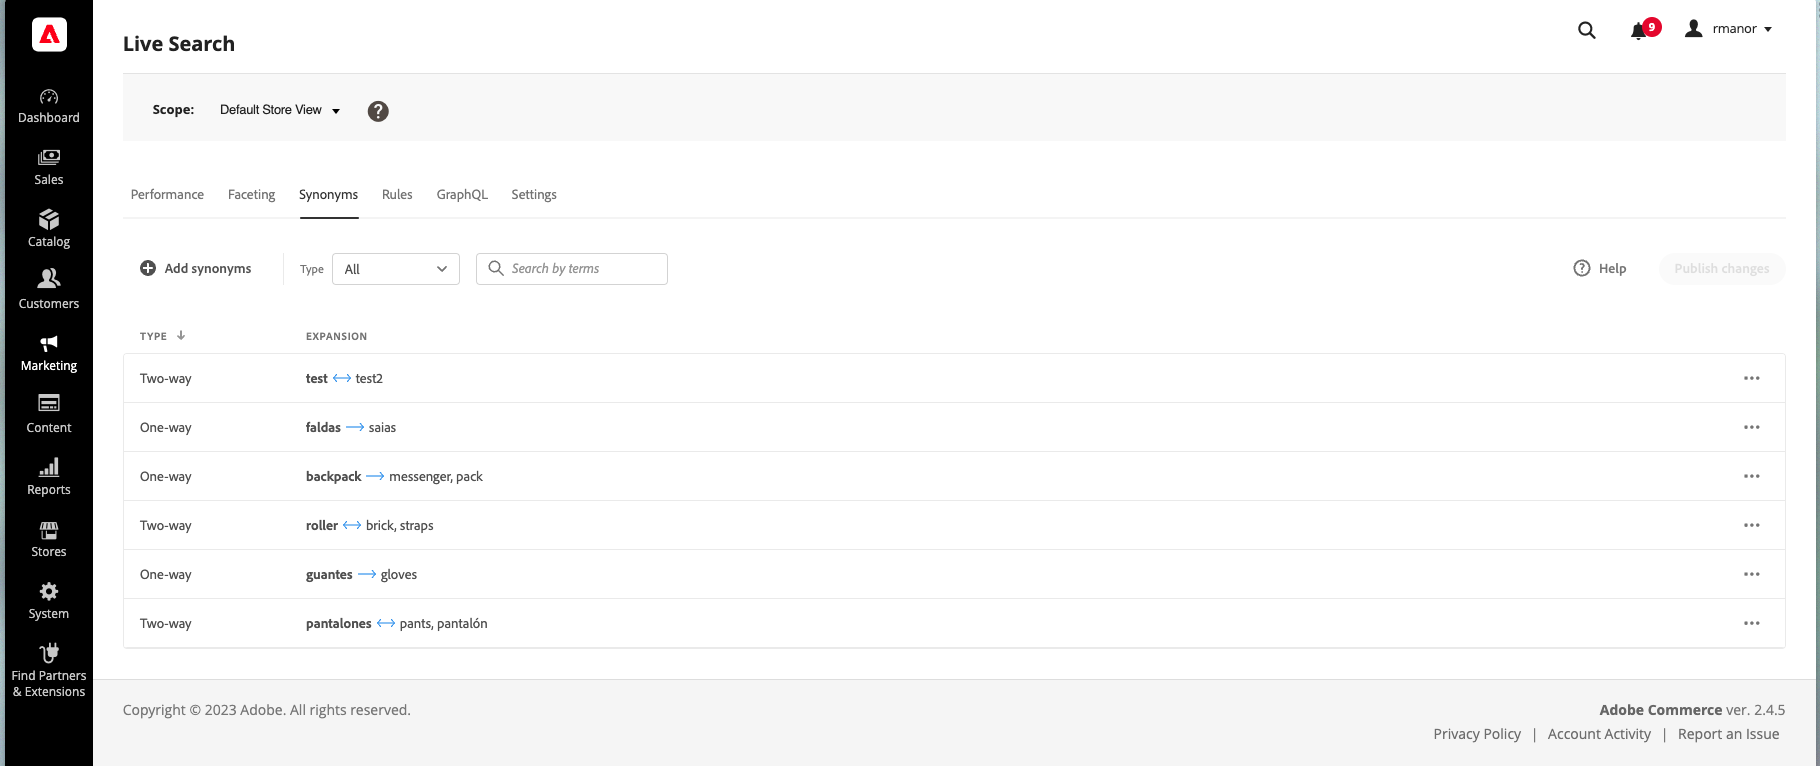 Live Search
9
rmanor
Scope: Default Store View ?
Dashboard
Sales
Catalog
Customers
Marketing
Content
Reports
Stores
System
Find Partners
& Extensions
Performance Faceting Synonyms Rules GraphQL Settings
Add synonyms Type All Search by terms ? Help Publish changes
TYPE ↓ EXPANSION
Two-way test ↔ test2 ...
One-way faldas → saias ...
One-way backpack → messenger, pack ...
Two-way roller ↔ brick, straps ...
One-way guantes → gloves ...
Two-way pantalones ↔ pants, pantalón ...
Copyright © 2023 Adobe. All rights reserved.
Adobe Commerce ver. 2.4.5
Privacy Policy | Account Activity | Report an Issue